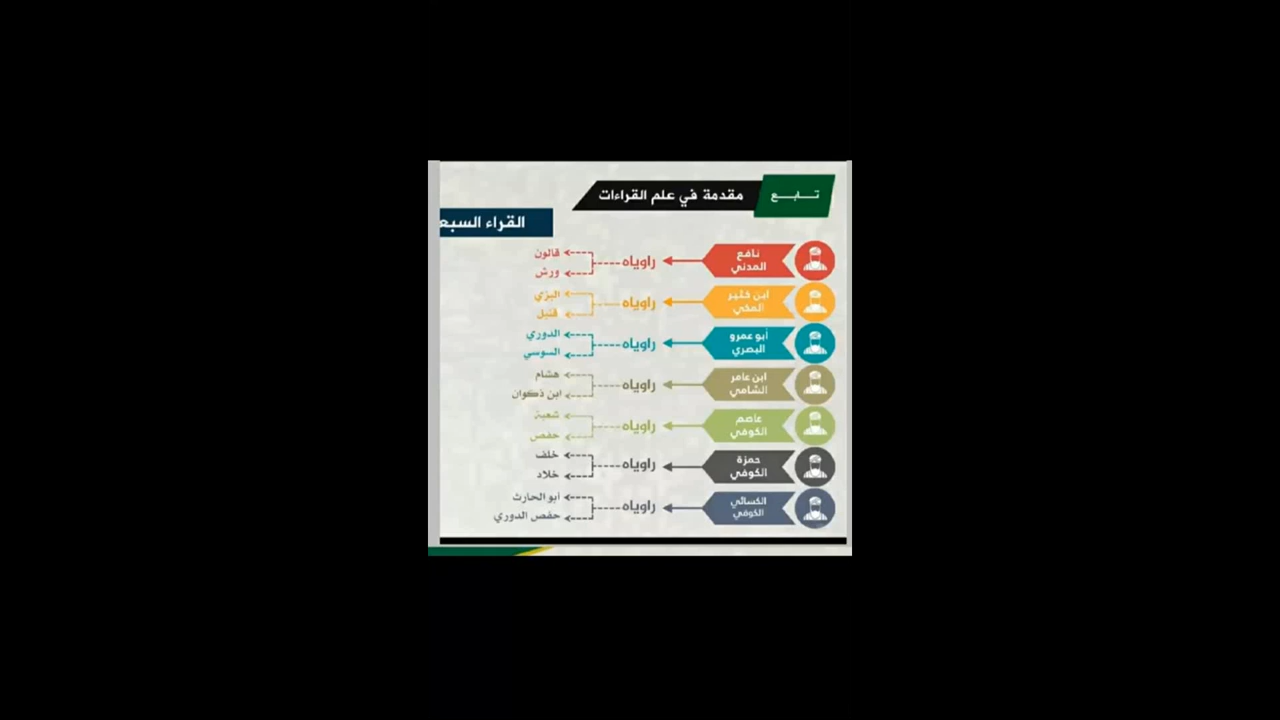 تـــابـــع
مقدمة في علم القراءات
القراء السبع
نافع
المدني
راوياه
قالون
ورش
ابن كثير
المكي
راوياه
البزي
قنبل
أبو عمرو
البصري
راوياه
الدوري
السوسي
ابن عامر
الشامي
راوياه
هشام
ابن ذكوان
عاصم
الكوفي
راوياه
شعبة
حفص
حمزة
الكوفي
راوياه
خلف
خلاد
الكسائي
الكوفي
راوياه
أبو الحارث
حفص الدوري